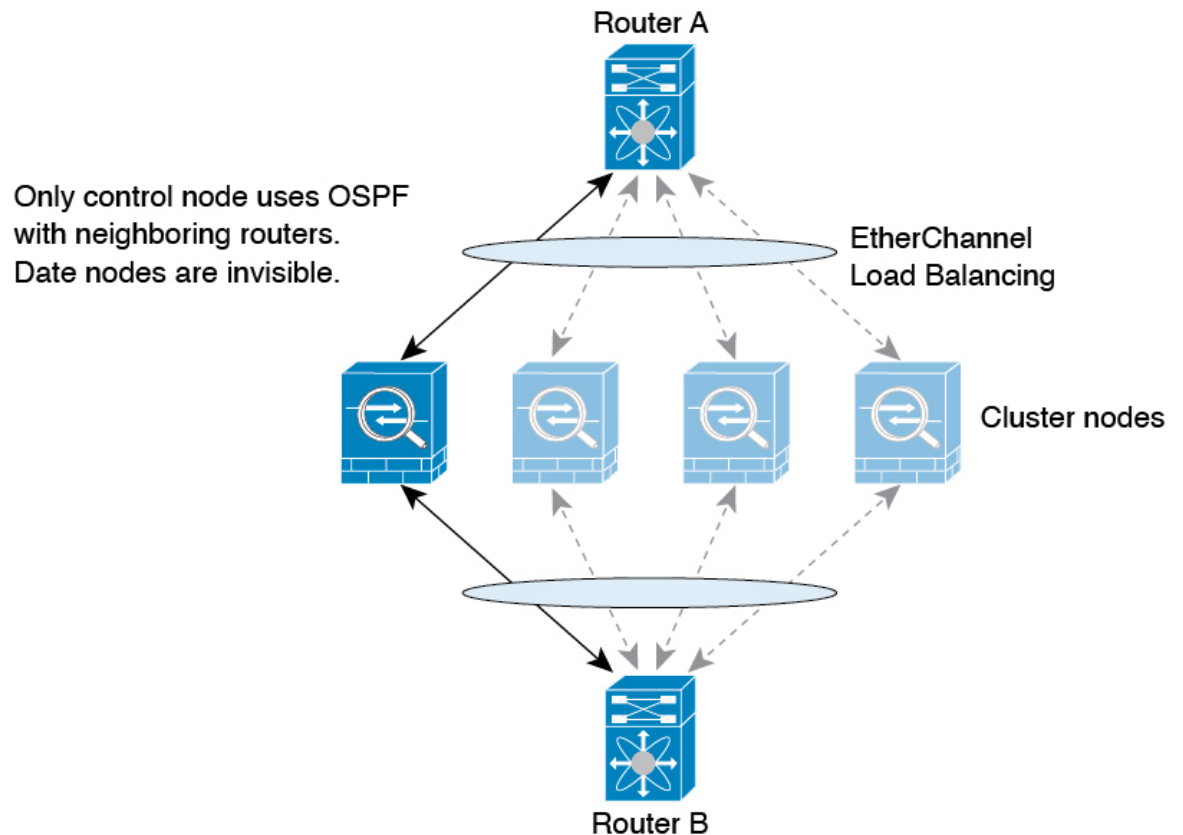 Router A
Only control node uses OSPF
with neighboring routers.
Date nodes are invisible.
EtherChannel
Load Balancing
Cluster nodes
Router B